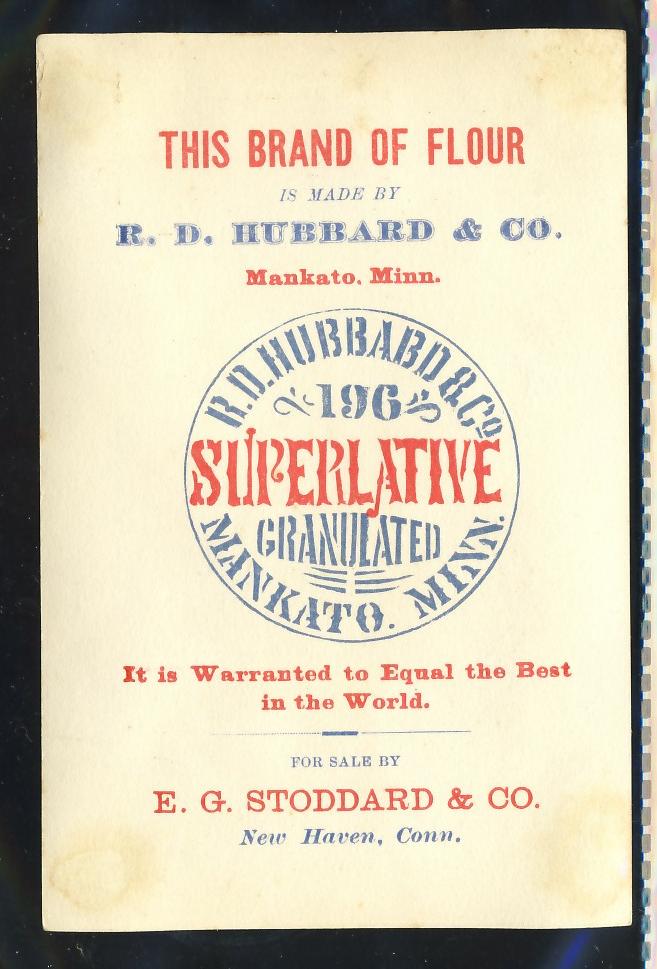 THIS BRAND OF FLOUR
IS MADE BY
R. D. HUBBARD & CO.
Mankato, Minn.
R.D. HUBBARD & Co
196
SUPERLATIVE
GRANULATED
MANKATO. MINN.
It is Warranted to Equal the Best
in the World.
FOR SALE BY
E. G. STODDARD & CO.
New Haven, Conn.